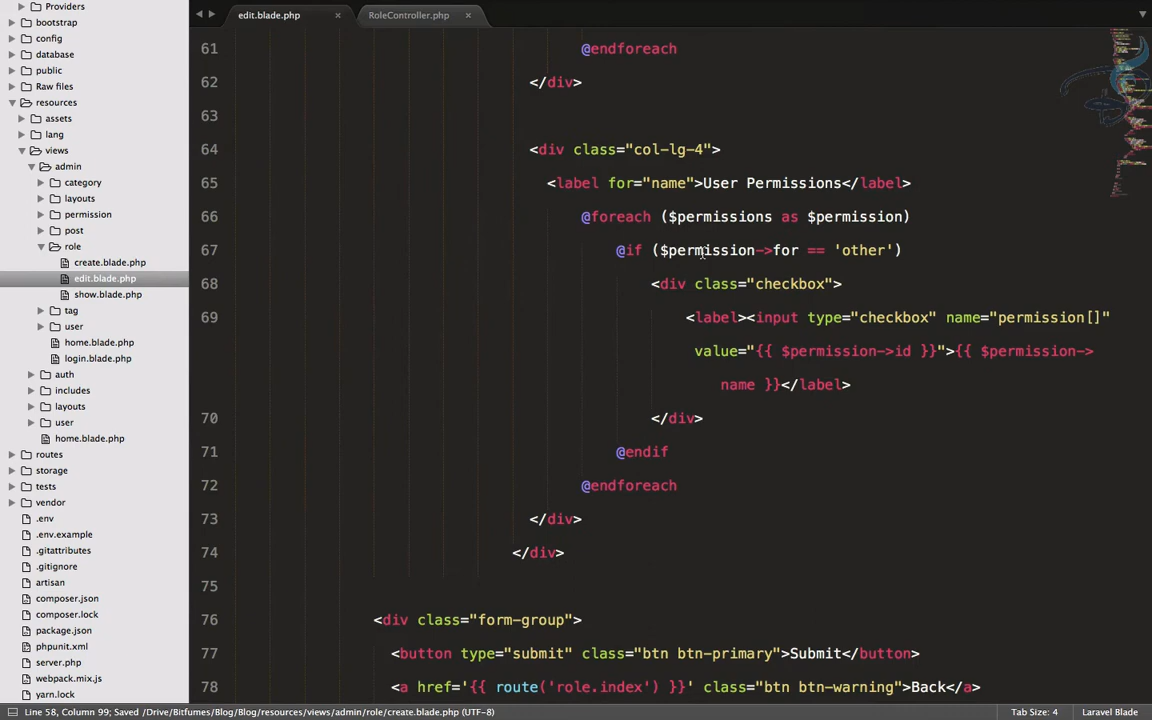 Providers
bootstrap
config
database
public
Raw files
resources
assets
lang
views
admin
category
layouts
permission
post
role
create.blade.php
edit.blade.php
show.blade.php
tag
user
home.blade.php
login.blade.php
auth
includes
layouts
user
home.blade.php
routes
storage
tests
vendor
.env
.env.example
.gitattributes
.gitignore
artisan
composer.json
composer.lock
package.json
phpunit.xml
server.php
webpack.mix.js
yarn.lock
edit.blade.php × RoleController.php ×
61 @endforeach
62 </div>
63
64 <div class="col-lg-4">
65 <label for="name">User Permissions</label>
66 @foreach ($permissions as $permission)
67 @if ($permission->for == 'other')
68 <div class="checkbox">
69 <label><input type="checkbox" name="permission[]"
value="{{ $permission->id }}">{{ $permission->
name }}</label>
70 </div>
71 @endif
72 @endforeach
73 </div>
74 </div>
75
76 <div class="form-group">
77 <button type="submit" class="btn btn-primary">Submit</button>
78 <a href='{{ route('role.index') }}' class="btn btn-warning">Back</a>
Line 58, Column 99; Saved /Drive/Bitfumes/Blog/Blog/resources/views/admin/role/create.blade.php (UTF-8) Tab Size: 4 Laravel Blade